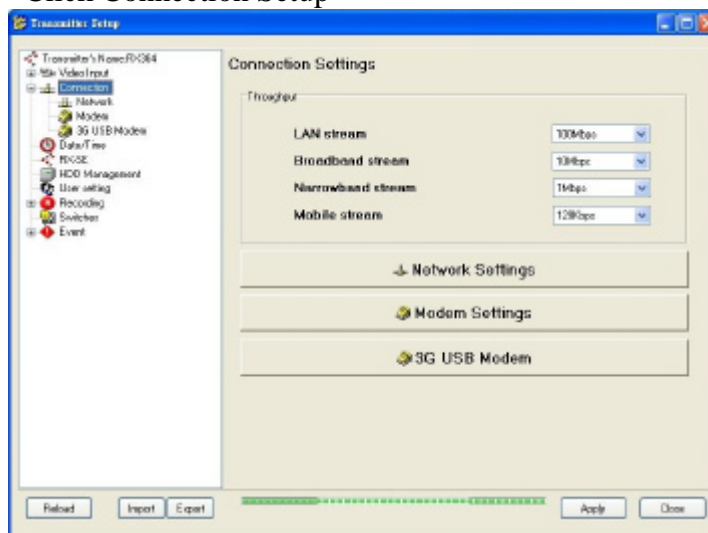 Click Connection Setup
Transmitter Setup
Transmitter's Name:RX364
Video Input
Connection
Network
Modem
3G USB Modem
Date/Time
RX-SE
HDD Management
User setting
Recording
Switcher
Event
Connection Settings
Throughput
LAN stream 100Mbps
Broadband stream 10Mbps
Narrowband stream 1Mbps
Mobile stream 128Kbps
Network Settings
Modem Settings
3G USB Modem
Reload
Import
Export
Apply
Close